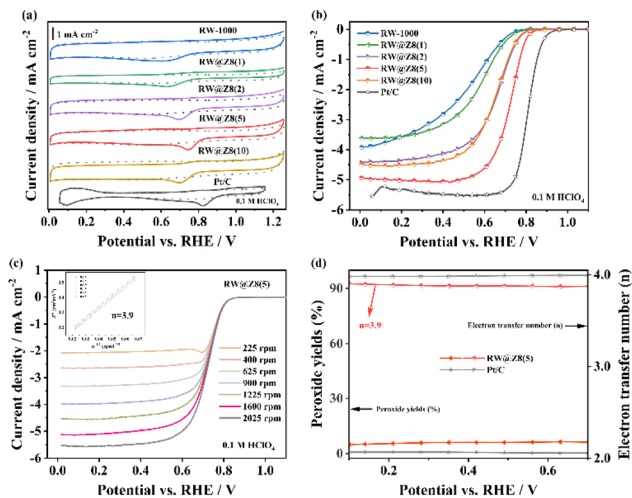 (a)
1 mA cm-2
RW-1000
RW@Z8(1)
RW@Z8(2)
RW@Z8(5)
RW@Z8(10)
Pt/C
0.1 M HClO4
Current density / mA cm-2
0.0 0.2 0.4 0.6 0.8 1.0 1.2
Potential vs. RHE / V
(b)
0
-1
-2
-3
-4
-5
-6
RW-1000
RW@Z8(1)
RW@Z8(2)
RW@Z8(5)
RW@Z8(10)
Pt/C
0.1 M HClO4
Current density / mA cm-2
0.0 0.2 0.4 0.6 0.8 1.0
Potential vs. RHE / V
(c)
1
0
-1
-2
-3
-4
-5
-6
n=3.9
RW@Z8(5)
225 rpm
400 rpm
625 rpm
900 rpm
1225 rpm
1600 rpm
2025 rpm
0.1 M HClO4
Current density / mA cm-2
0.0 0.2 0.4 0.6 0.8 1.0
Potential vs. RHE / V
(d)
90
60
30
0
Peroxide yields (%)
n=3.9
Electron transfer number (n)
RW@Z8(5)
Pt/C
Peroxide yields (%)
4.0
3.0
2.0
Electron transfer number (n)
0.2 0.4 0.6
Potential vs. RHE / V